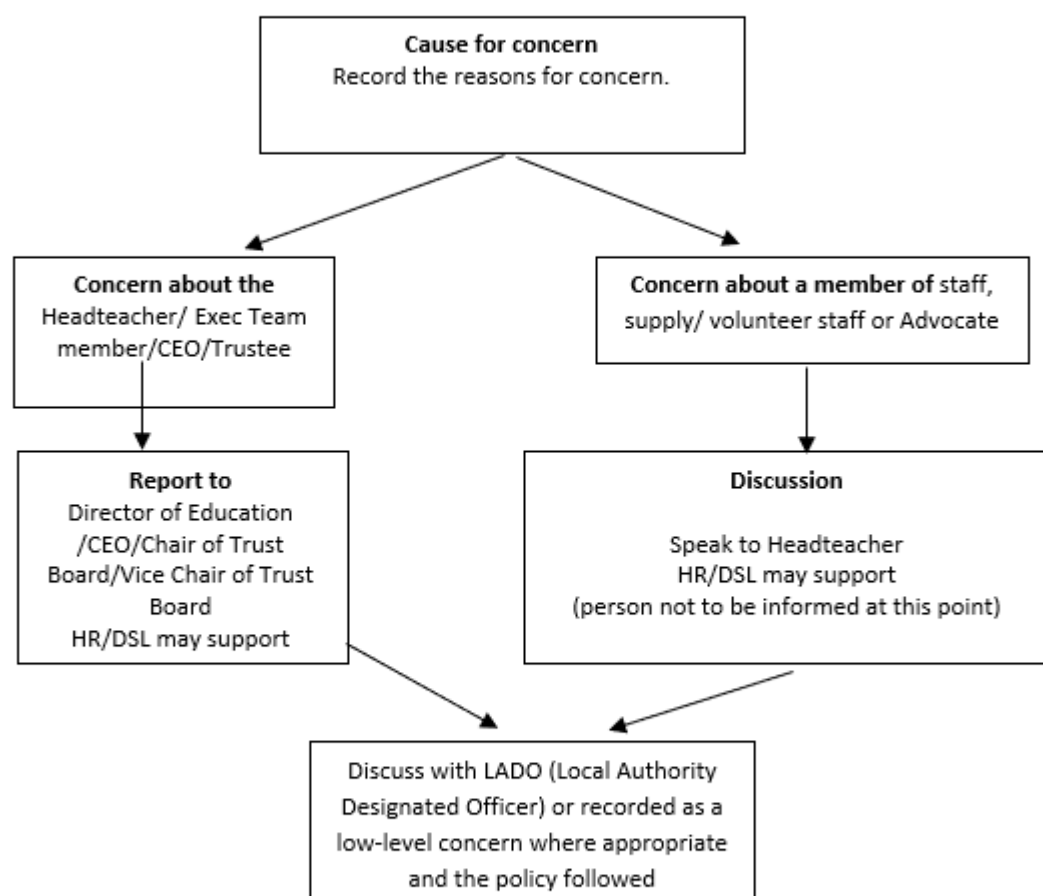 Cause for concern
Record the reasons for concern.
Concern about the
Headteacher/ Exec Team
member/CEO/Trustee
Concern about a member of staff,
supply/ volunteer staff or Advocate
Report to
Director of Education
/CEO/Chair of Trust
Board/Vice Chair of Trust
Board
HR/DSL may support
Discussion
Speak to Headteacher
HR/DSL may support
(person not to be informed at this point)
Discuss with LADO (Local Authority
Designated Officer) or recorded as a
low-level concern where appropriate
and the policy followed